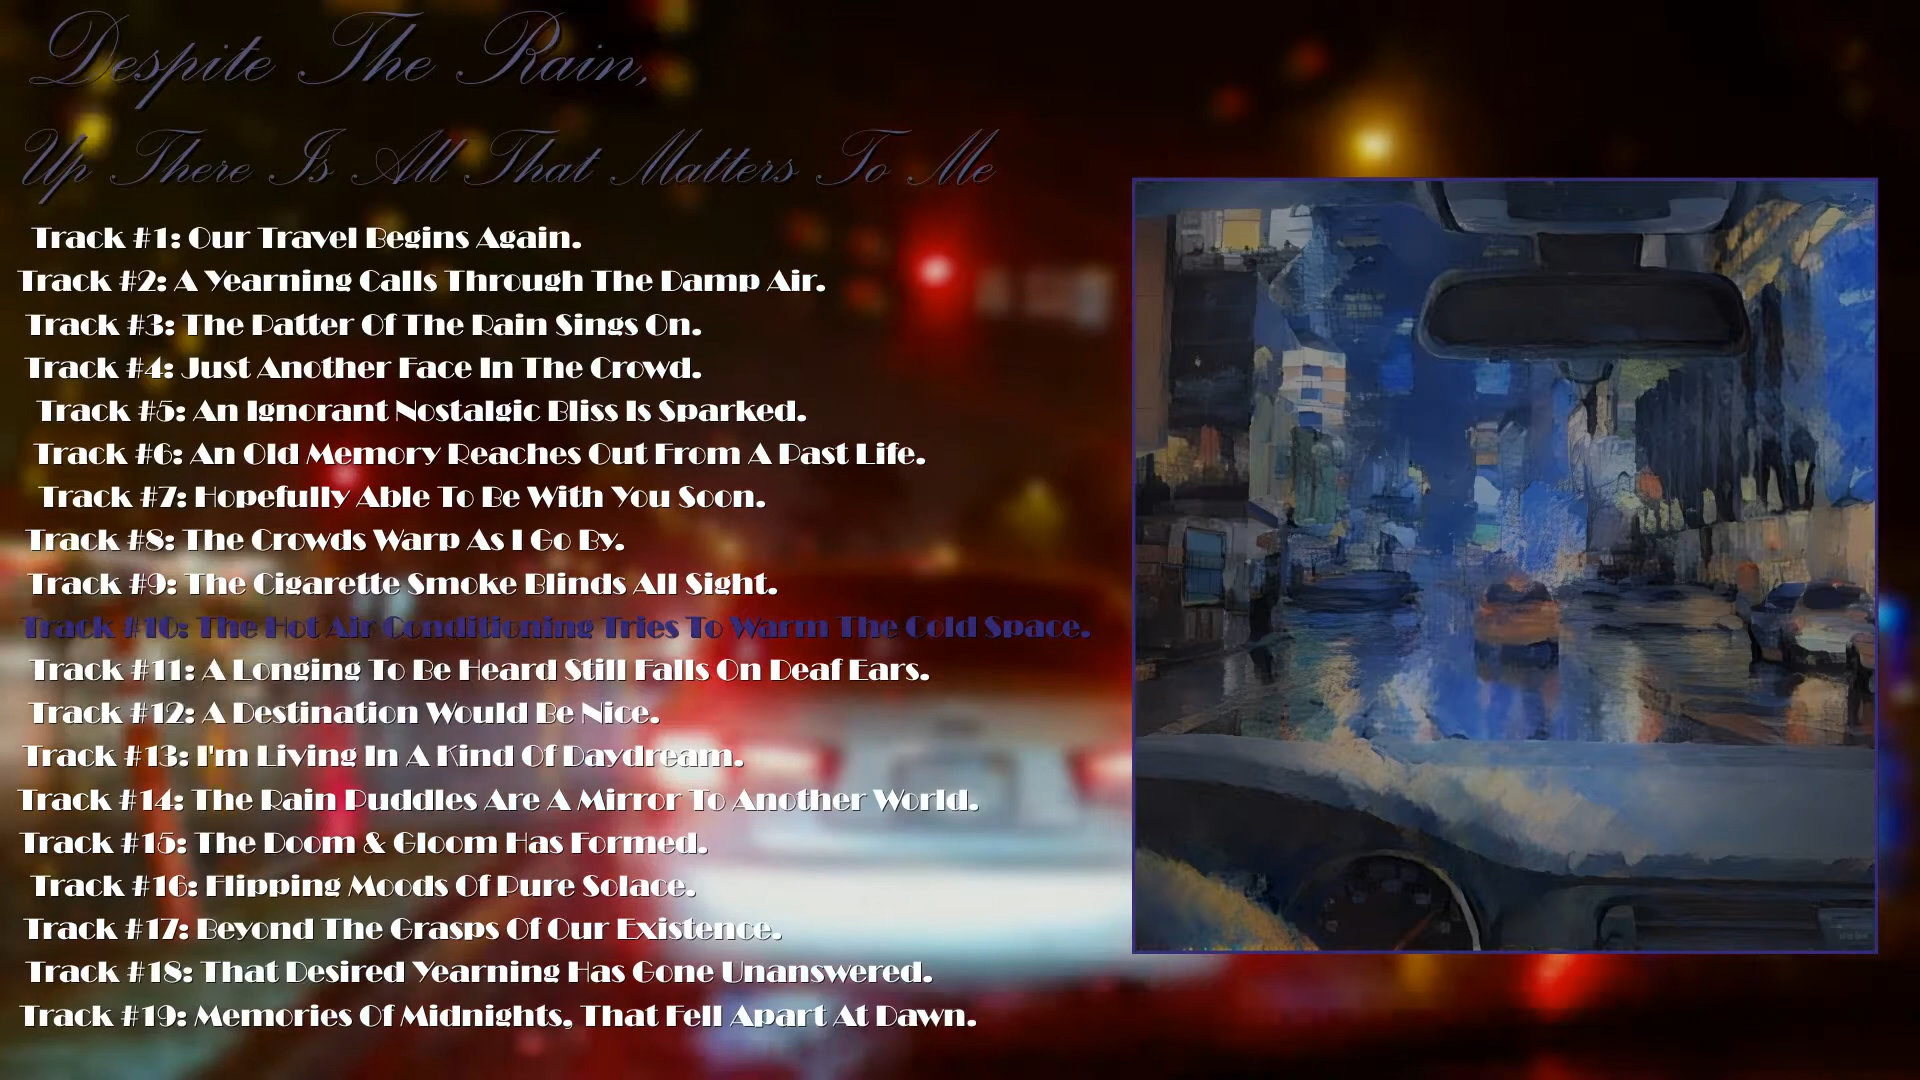 Despite The Rain,
Up There Is All That Matters To Me
Track #1: Our Travel Begins Again.
Track #2: A Yearning Calls Through The Damp Air.
Track #3: The Patter Of The Rain Sings On.
Track #4: Just Another Face In The Crowd.
Track #5: An Ignorant Nostalgic Bliss Is Sparked.
Track #6: An Old Memory Reaches Out From A Past Life.
Track #7: Hopefully Able To Be With You Soon.
Track #8: The Crowds Warp As I Go By.
Track #9: The Cigarette Smoke Blinds All Sight.
Track #10: The Hot Air Conditioning Tries To Warm The Cold Space.
Track #11: A Longing To Be Heard Still Falls On Deaf Ears.
Track #12: A Destination Would Be Nice.
Track #13: I'm Living In A Kind Of Daydream.
Track #14: The Rain Puddles Are A Mirror To Another World.
Track #15: The Doom & Gloom Has Formed.
Track #16: Flipping Moods Of Pure Solace.
Track #17: Beyond The Grasps Of Our Existence.
Track #18: That Desired Yearning Has Gone Unanswered.
Track #19: Memories Of Midnights, That Fell Apart At Dawn.